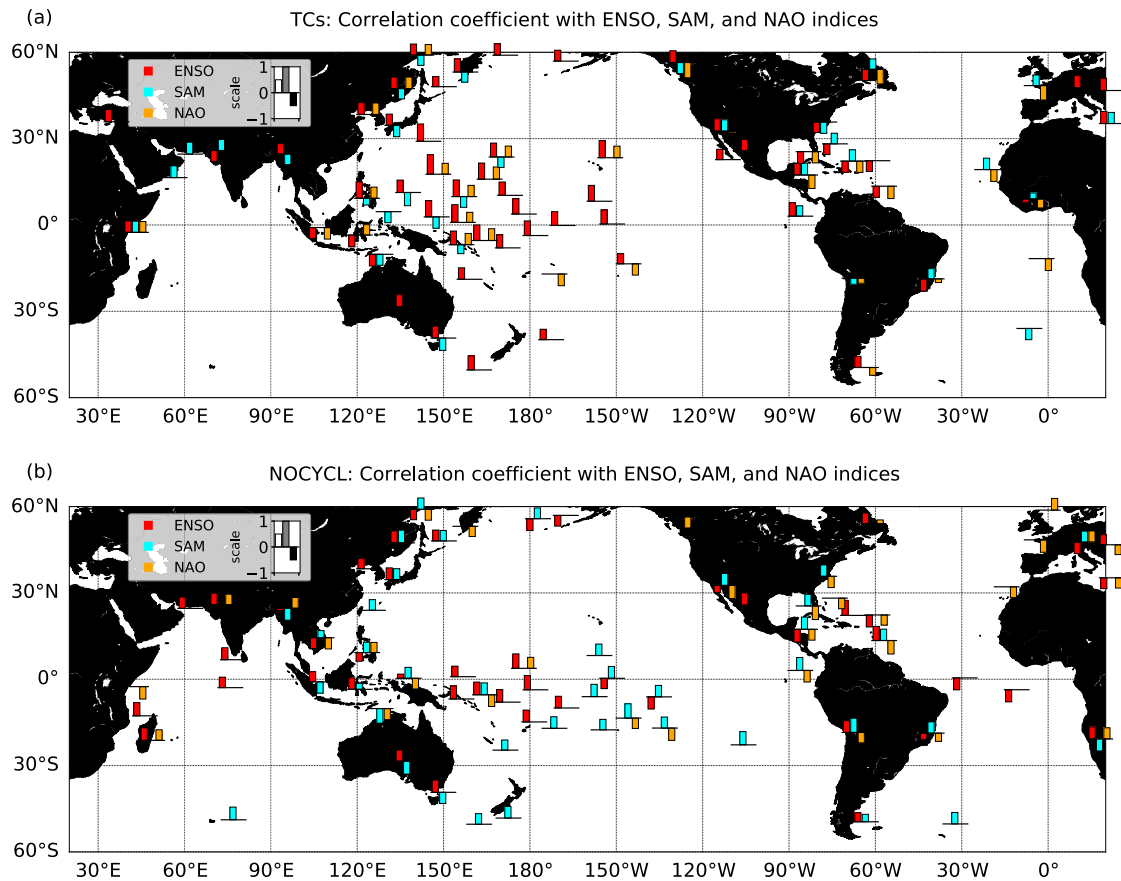 (a)
TCs: Correlation coefficient with ENSO, SAM, and NAO indices
60°N
ENSO
SAM
NAO
scale
1
0
−1
30°N
0°
30°S
60°S
30°E 60°E 90°E 120°E 150°E 180° 150°W 120°W 90°W 60°W 30°W 0°
(b)
NOCYCL: Correlation coefficient with ENSO, SAM, and NAO indices
60°N
ENSO
SAM
NAO
scale
1
0
−1
30°N
0°
30°S
60°S
30°E 60°E 90°E 120°E 150°E 180° 150°W 120°W 90°W 60°W 30°W 0°